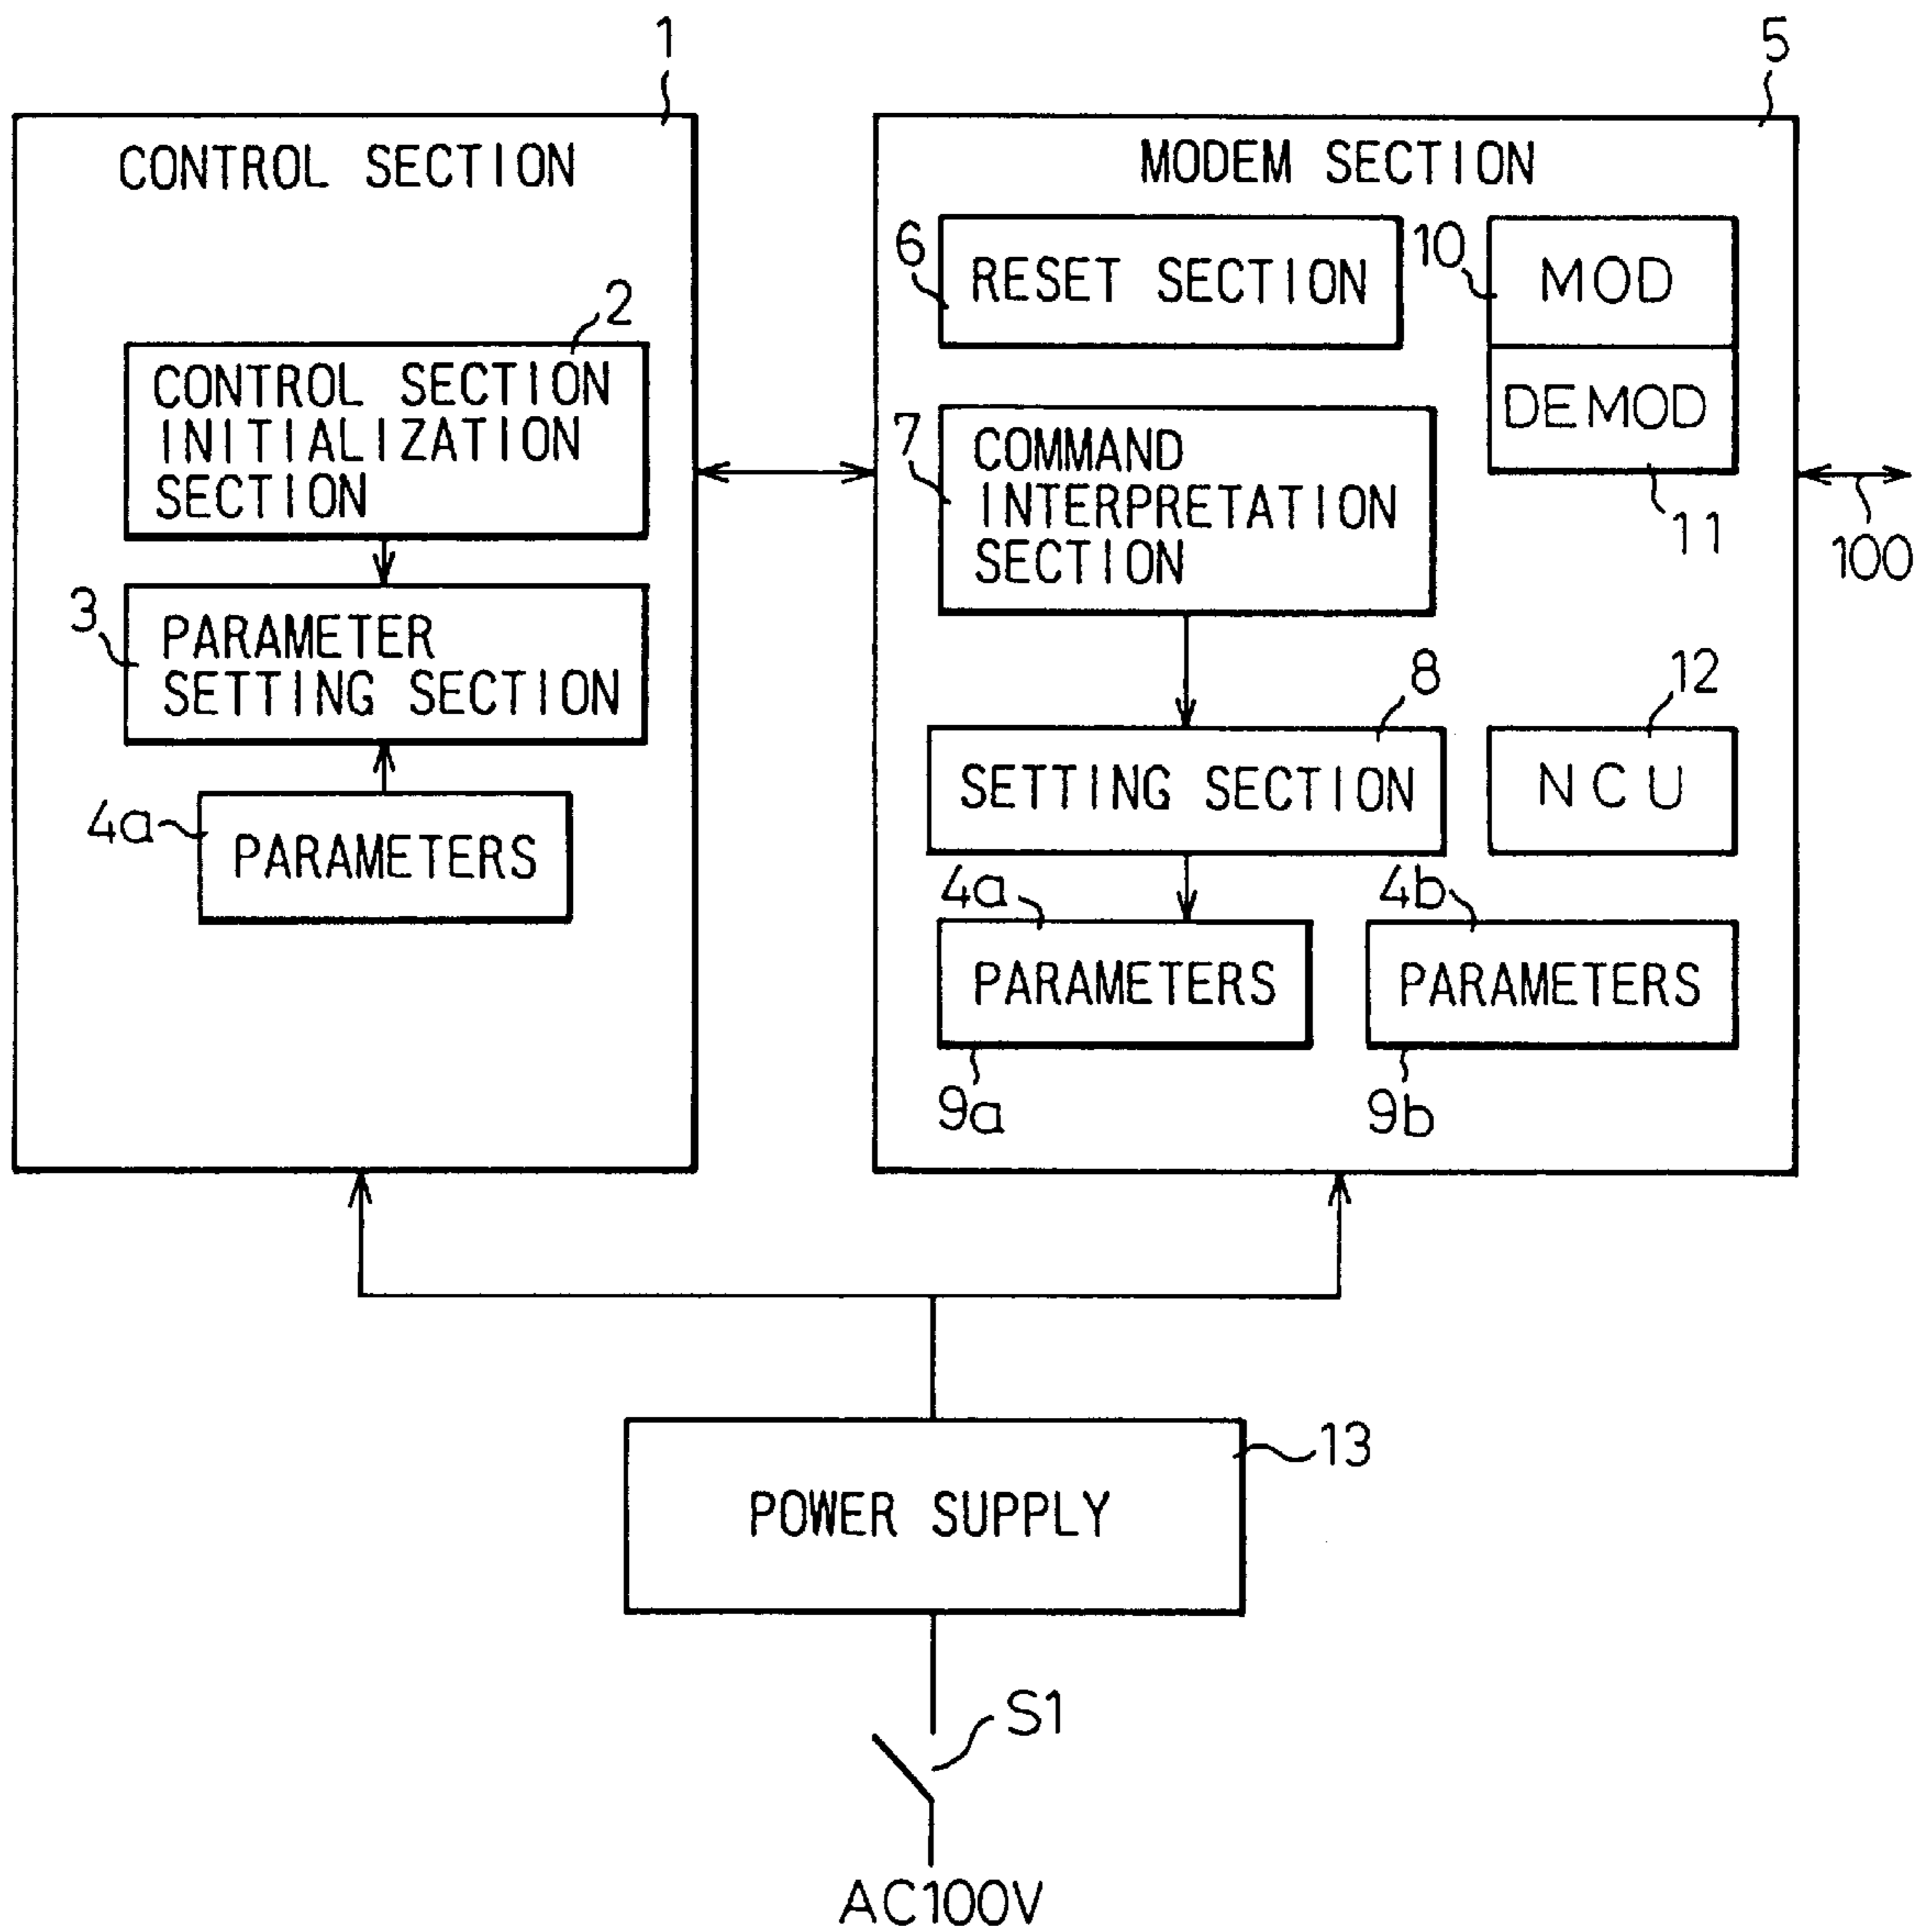 1
5
CONTROL SECTION
MODEM SECTION
6
RESET SECTION
10
MOD
2
CONTROL SECTION
INITIALIZATION
SECTION
DEMOD
7
COMMAND
INTERPRETATION
SECTION
11
100
3
PARAMETER
SETTING SECTION
8
12
SETTING SECTION
NCU
4a
PARAMETERS
4a
4b
PARAMETERS
PARAMETERS
9a
9b
13
POWER SUPPLY
S1
AC100V